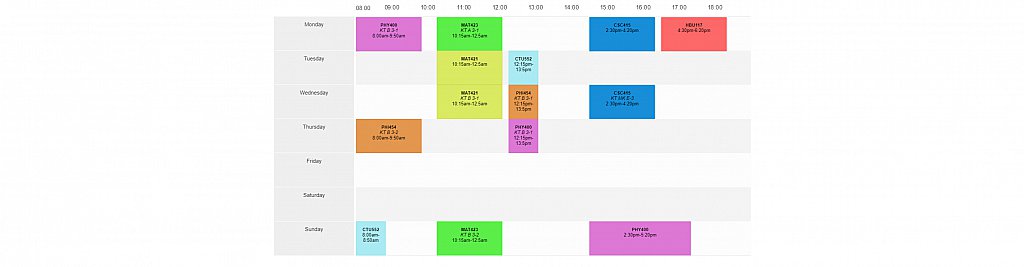 08:00 09:00 10:00 11:00 12:00 13:00 14:00 15:00 16:00 17:00 18:00
Monday
PHY400
KT B 3-1
8:00am-9:50am
MAT423
KT A 3-1
10:15am-12:5am
CSC415
2:30pm-4:20pm
HBU117
4:30pm-6:20pm
Tuesday
MAT421
10:15am-12:5am
CTU552
12:15pm-
13:5pm
Wednesday
MAT421
KT B 3-1
10:15am-12:5am
PHI454
KT B 3-1
12:15pm-
13:5pm
CSC415
KT MK E-3
2:30pm-4:20pm
Thursday
PHI454
KT B 3-2
8:00am-9:50am
PHY400
KT B 3-1
12:15pm-
13:5pm
Friday
Saturday
Sunday
CTU552
8:00am-
8:50am
MAT423
KT B 3-2
10:15am-12:5am
PHY400
2:30pm-5:20pm